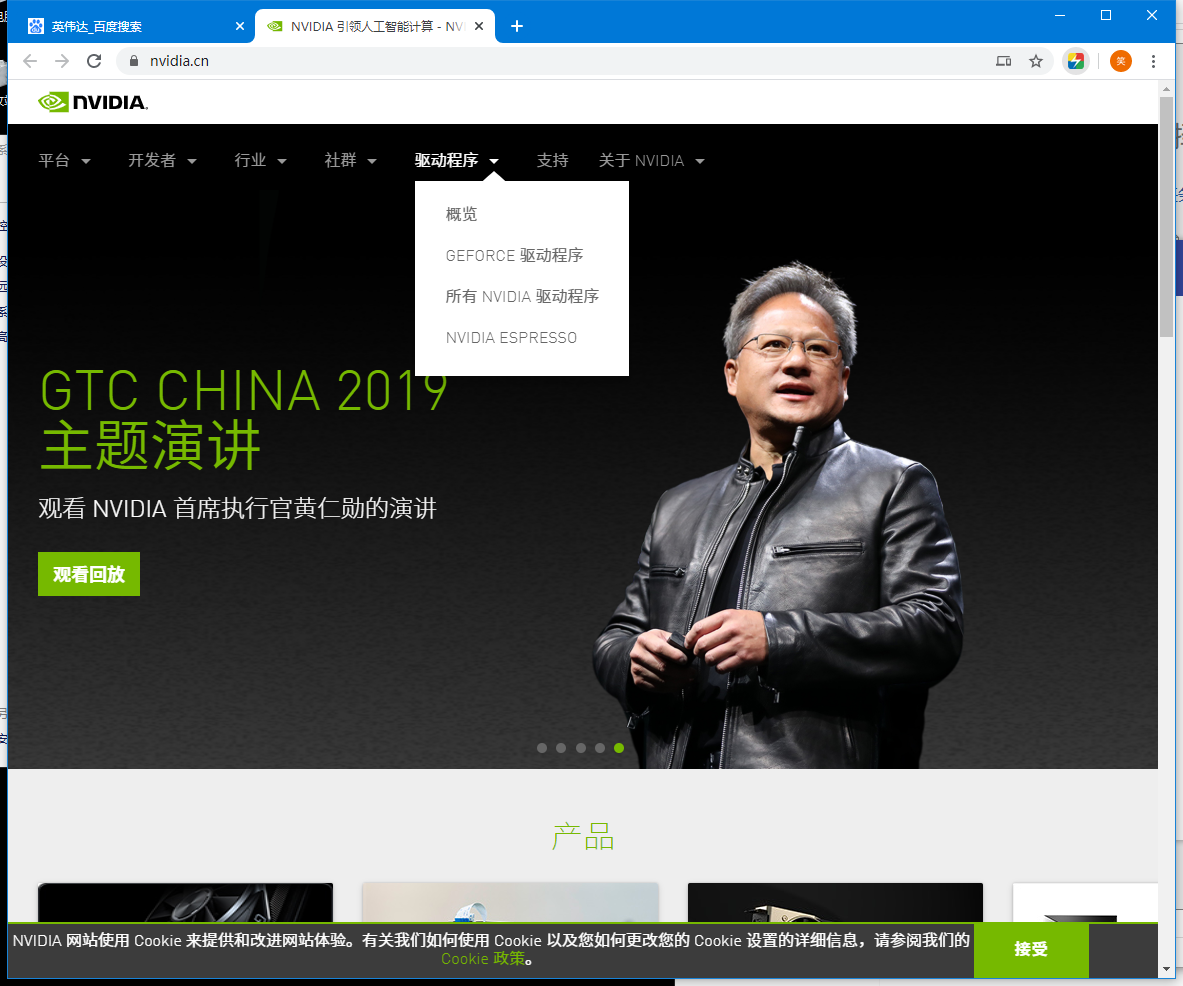 英伟达_百度搜索
NVIDIA 引领人工智能计算 - NV
nvidia.cn
笑
NVIDIA.
平台
开发者
行业
社群
驱动程序
支持
关于 NVIDIA
概览
GEFORCE 驱动程序
所有 NVIDIA 驱动程序
NVIDIA ESPRESSO
GTC CHINA 2019
主题演讲
观看 NVIDIA 首席执行官黄仁勋的演讲
观看回放
产品
NVIDIA 网站使用 Cookie 来提供和改进网站体验。有关我们如何使用 Cookie 以及您如何更改您的 Cookie 设置的详细信息，请参阅我们的
Cookie 政策。
接受